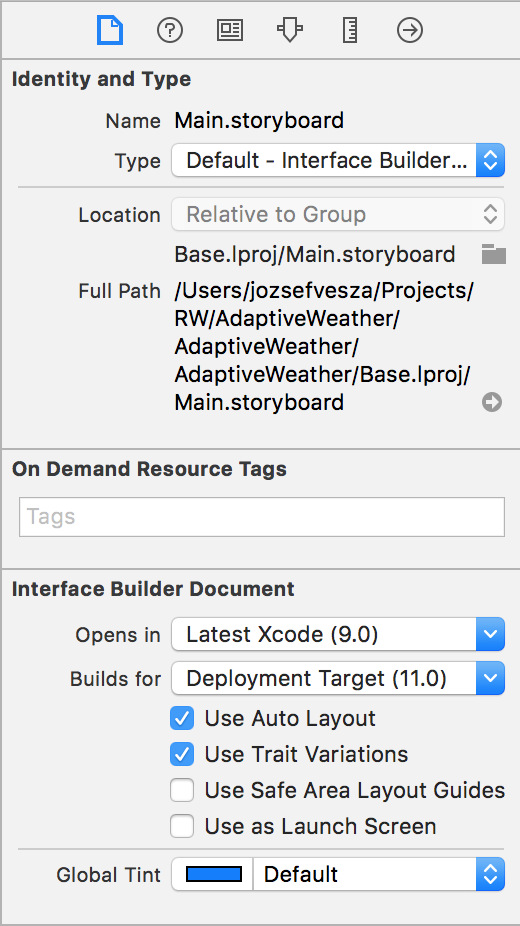 Identity and Type
Name Main.storyboard
Type Default - Interface Builder...
Location Relative to Group
Base.lproj/Main.storyboard
Full Path /Users/jozsefvesza/Projects/
RW/AdaptiveWeather/
AdaptiveWeather/
AdaptiveWeather/Base.lproj/
Main.storyboard
On Demand Resource Tags
Tags
Interface Builder Document
Opens in Latest Xcode (9.0)
Builds for Deployment Target (11.0)
Use Auto Layout
Use Trait Variations
Use Safe Area Layout Guides
Use as Launch Screen
Global Tint Default